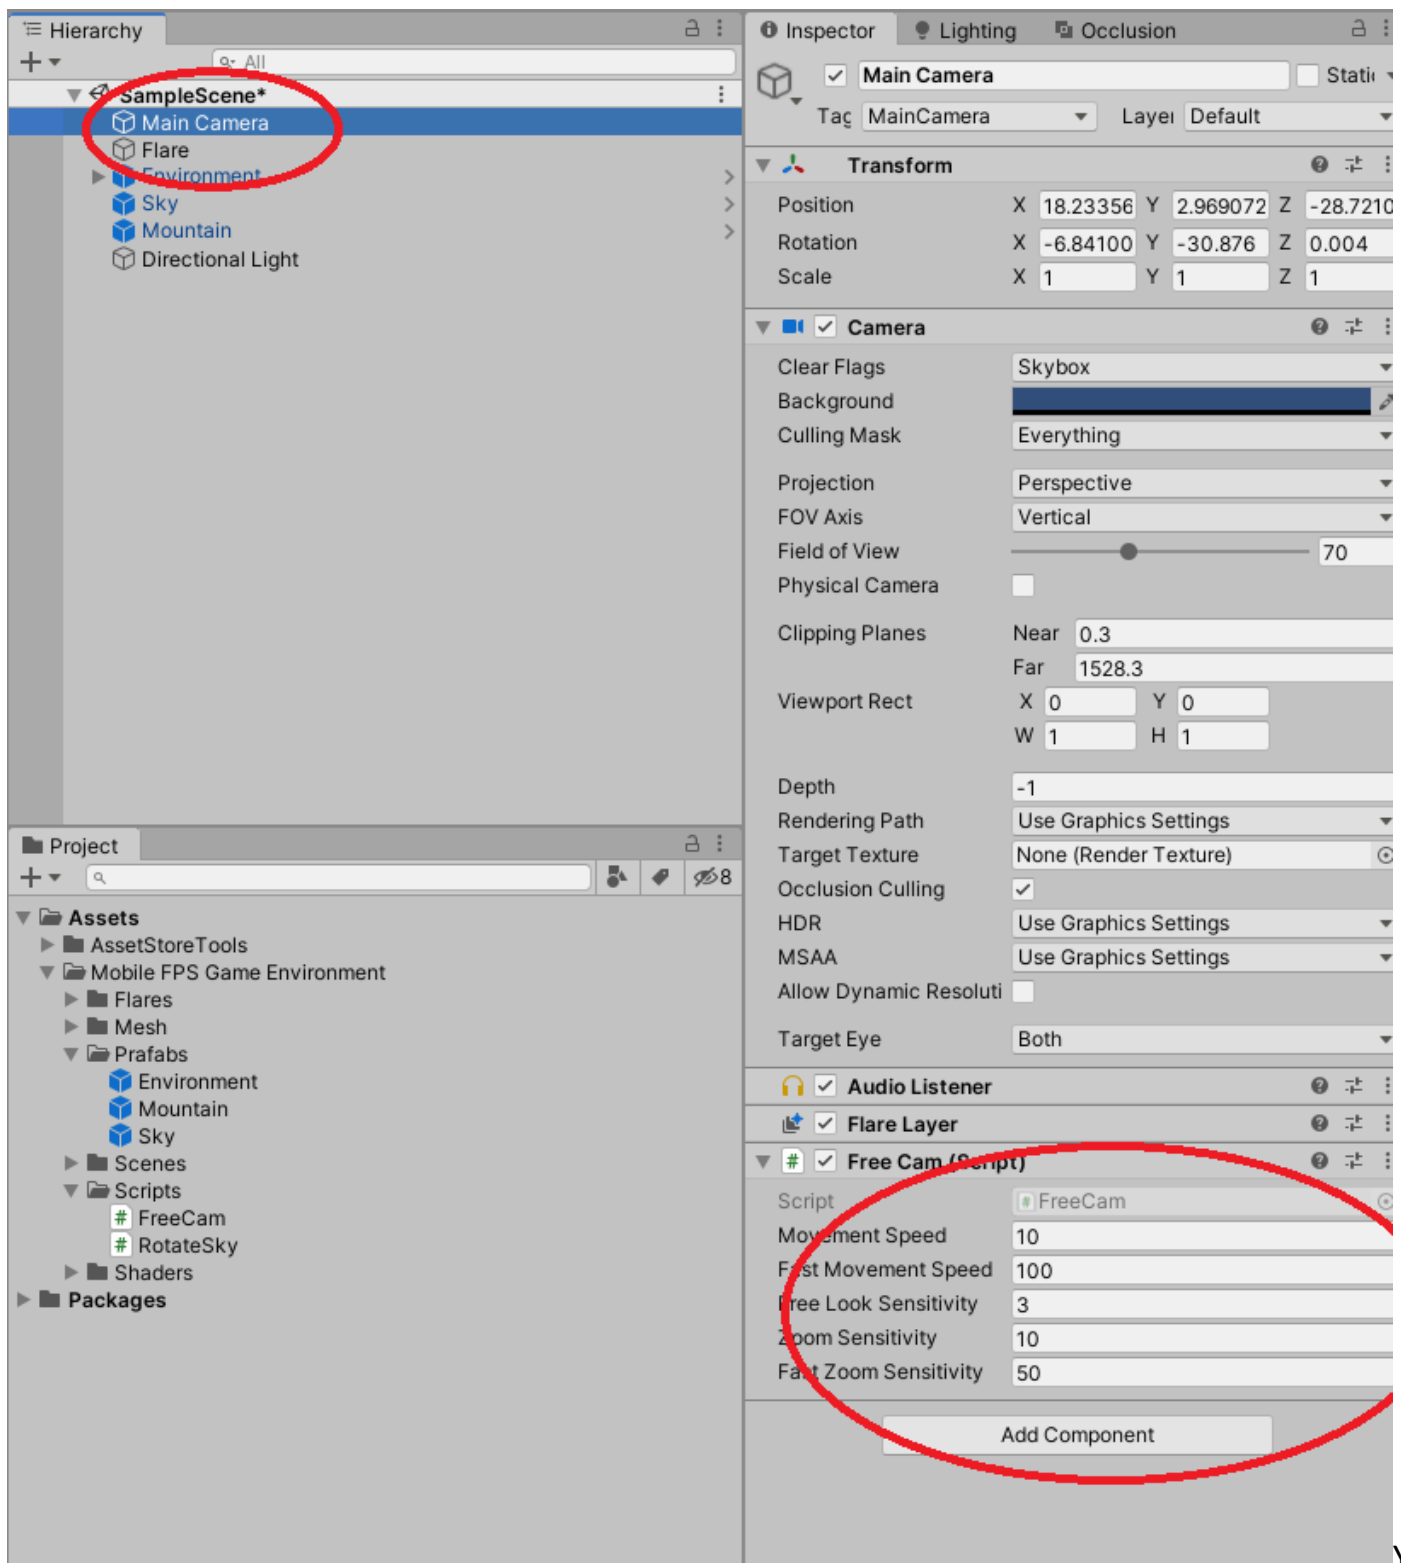 Hierarchy
All
SampleScene*
Main Camera
Flare
Environment
Sky
Mountain
Directional Light
Project
8
Assets
AssetStoreTools
Mobile FPS Game Environment
Flares
Mesh
Prafabs
Environment
Mountain
Sky
Scenes
Scripts
# FreeCam
# RotateSky
Shaders
Packages
Inspector Lighting Occlusion
Main Camera Static
Tag MainCamera Layer Default
Transform
Position X 18.23356 Y 2.969072 Z -28.7210
Rotation X -6.84100 Y -30.876 Z 0.004
Scale X 1 Y 1 Z 1
Camera
Clear Flags Skybox
Background
Culling Mask Everything
Projection Perspective
FOV Axis Vertical
Field of View 70
Physical Camera
Clipping Planes Near 0.3
Far 1528.3
Viewport Rect X 0 Y 0
W 1 H 1
Depth -1
Rendering Path Use Graphics Settings
Target Texture None (Render Texture)
Occlusion Culling
HDR Use Graphics Settings
MSAA Use Graphics Settings
Allow Dynamic Resoluti
Target Eye Both
Audio Listener
Flare Layer
# Free Cam (Script)
Script # FreeCam
Movement Speed 10
Fast Movement Speed 100
Free Look Sensitivity 3
Zoom Sensitivity 10
Fast Zoom Sensitivity 50
Add Component